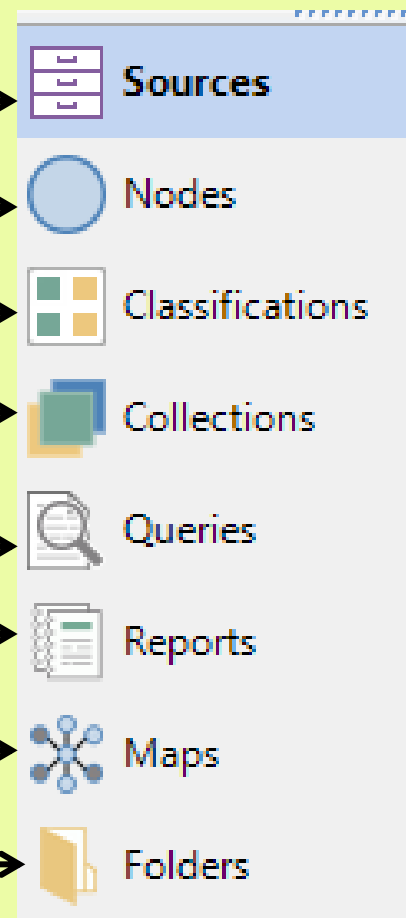 Sources
Nodes
Classifications
Collections
Queries
Reports
Maps
Folders